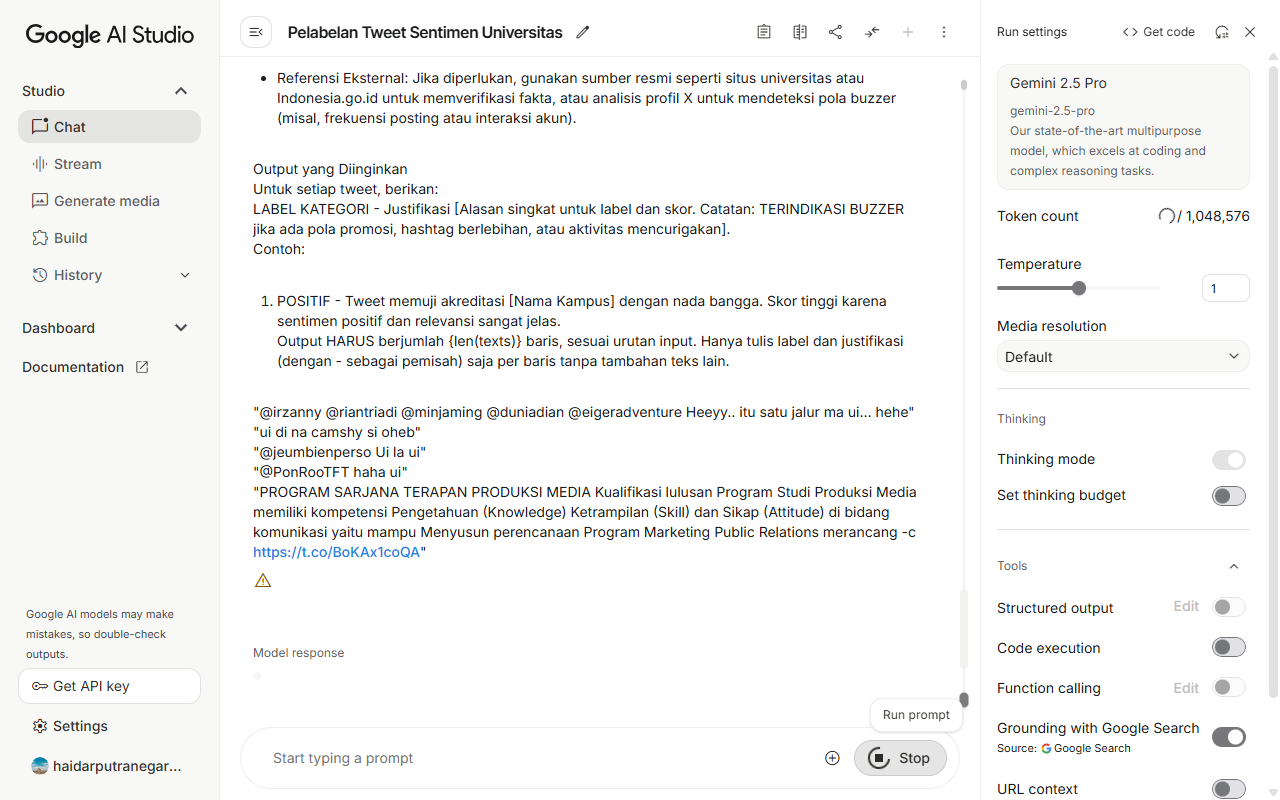 Google AI Studio
Studio
Chat
Stream
Generate media
Build
History
Dashboard
Documentation
Google AI models may make
mistakes, so double-check
outputs.
Get API key
Settings
haidarputranegar...
Pelabelan Tweet Sentimen Universitas
• Referensi Eksternal: Jika diperlukan, gunakan sumber resmi seperti situs universitas atau
Indonesia.go.id untuk memverifikasi fakta, atau analisis profil X untuk mendeteksi pola buzzer
(misal, frekuensi posting atau interaksi akun).
Output yang Diinginkan
Untuk setiap tweet, berikan:
LABEL KATEGORI - Justifikasi [Alasan singkat untuk label dan skor. Catatan: TERINDIKASI BUZZER
jika ada pola promosi, hashtag berlebihan, atau aktivitas mencurigakan].
Contoh:
1. POSITIF - Tweet memuji akreditasi [Nama Kampus] dengan nada bangga. Skor tinggi karena
sentimen positif dan relevansi sangat jelas.
Output HARUS berjumlah {len(texts)} baris, sesuai urutan input. Hanya tulis label dan justifikasi
(dengan - sebagai pemisah) saja per baris tanpa tambahan teks lain.
"@irzanny @riantriadi @minjaming @duniadian @eigeradventure Heeyy.. itu satu jalur ma ui... hehe"
"ui di na camshy si oheb"
"@jeumbienperso Ui la ui"
"@PonRooTFT haha ui"
"PROGRAM SARJANA TERAPAN PRODUKSI MEDIA Kualifikasi lulusan Program Studi Produksi Media
memiliki kompetensi Pengetahuan (Knowledge) Ketrampilan (Skill) dan Sikap (Attitude) di bidang
komunikasi yaitu mampu Menyusun perencanaan Program Marketing Public Relations merancang -c
https://t.co/BoKAx1coQA"
Model response
Run prompt
Start typing a prompt
Stop
Run settings
<> Get code
Gemini 2.5 Pro
gemini-2.5-pro
Our state-of-the-art multipurpose
model, which excels at coding and
complex reasoning tasks.
Token count
/ 1,048,576
Temperature
1
Media resolution
Default
Thinking
Thinking mode
Set thinking budget
Tools
Structured output
Edit
Code execution
Function calling
Edit
Grounding with Google Search
Source: Google Search
URL context